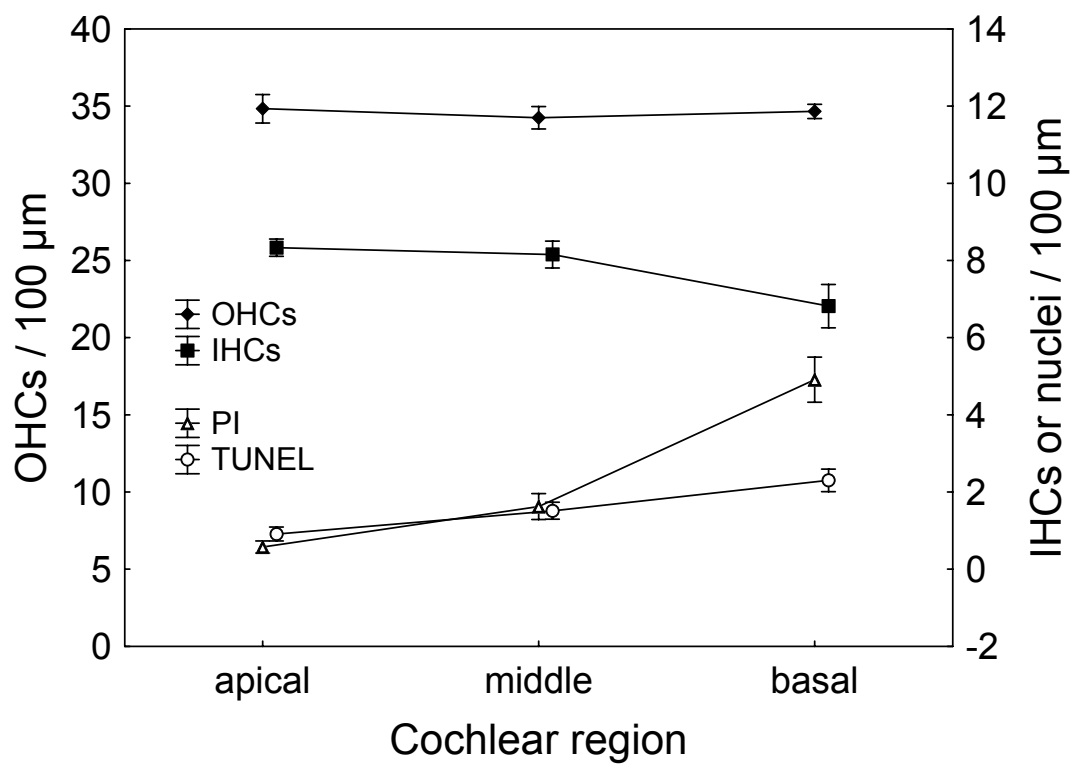 OHCs / 100 µm
40
35
30
25
20
15
10
5
0
OHCs
IHCs
PI
TUNEL
14
12
10
8
6
4
2
0
-2
IHCs or nuclei / 100 µm
apical middle basal
Cochlear region